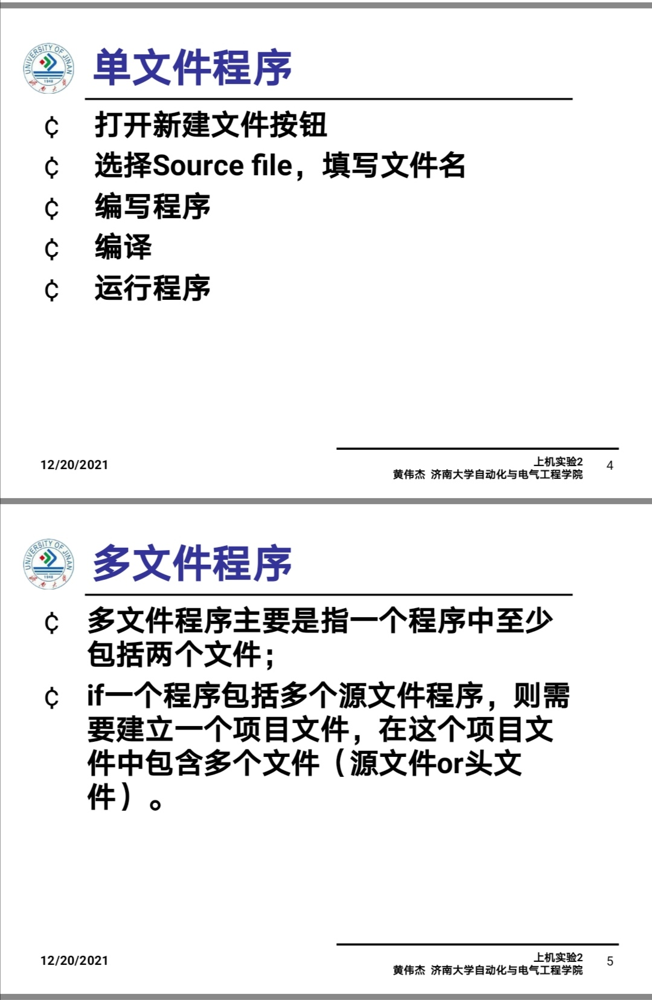 UNIVERSITY OF JINAN
1948
单文件程序
¢ 打开新建文件按钮
¢ 选择Source file，填写文件名
¢ 编写程序
¢ 编译
¢ 运行程序
12/20/2021
上机实验2
黄伟杰 济南大学自动化与电气工程学院
4
UNIVERSITY OF JINAN
1948
多文件程序
¢ 多文件程序主要是指一个程序中至少
包括两个文件；
¢ if一个程序包括多个源文件程序，则需
要建立一个项目文件，在这个项目文
件中包含多个文件（源文件or头文
件）。
12/20/2021
上机实验2
黄伟杰 济南大学自动化与电气工程学院
5